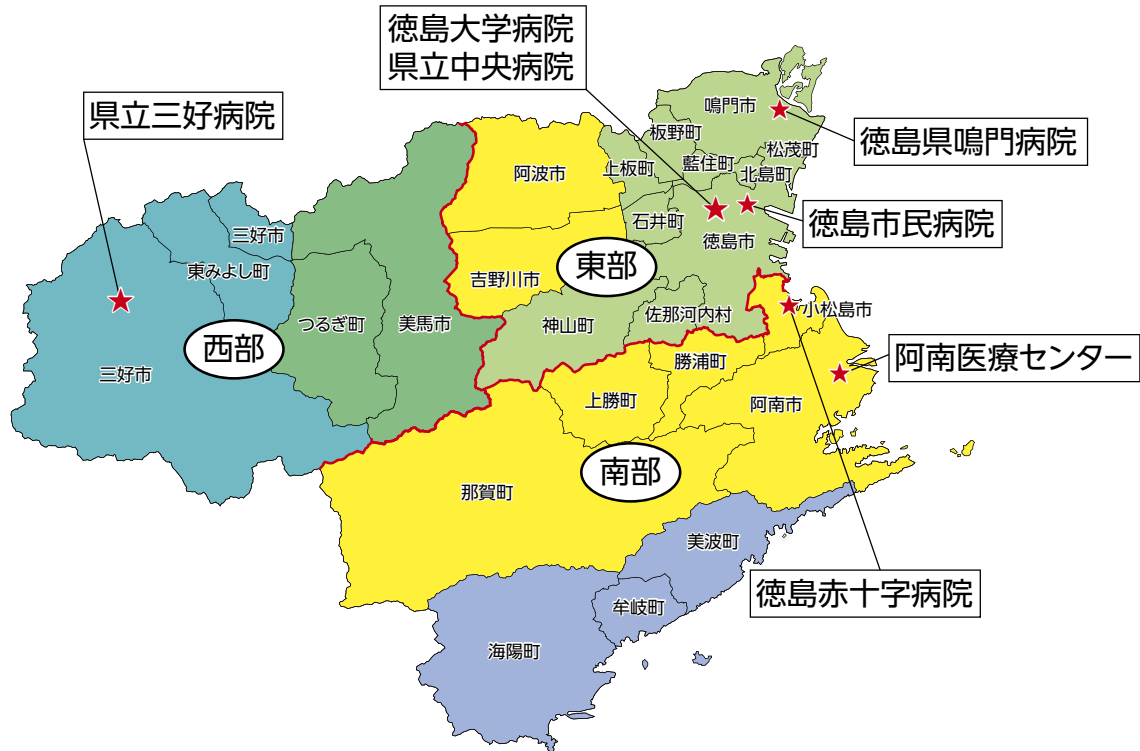 徳島大学病院
県立中央病院
県立三好病院
鳴門市
徳島県鳴門病院
板野町
松茂町
阿波市
上板町
藍住町
北島町
石井町
徳島市民病院
三好市
徳島市
東みよし町
吉野川市
東部
つるぎ町
美馬市
神山町
佐那河内村
小松島市
西部
三好市
勝浦町
阿南医療センター
上勝町
阿南市
南部
那賀町
美波町
徳島赤十字病院
牟岐町
海陽町